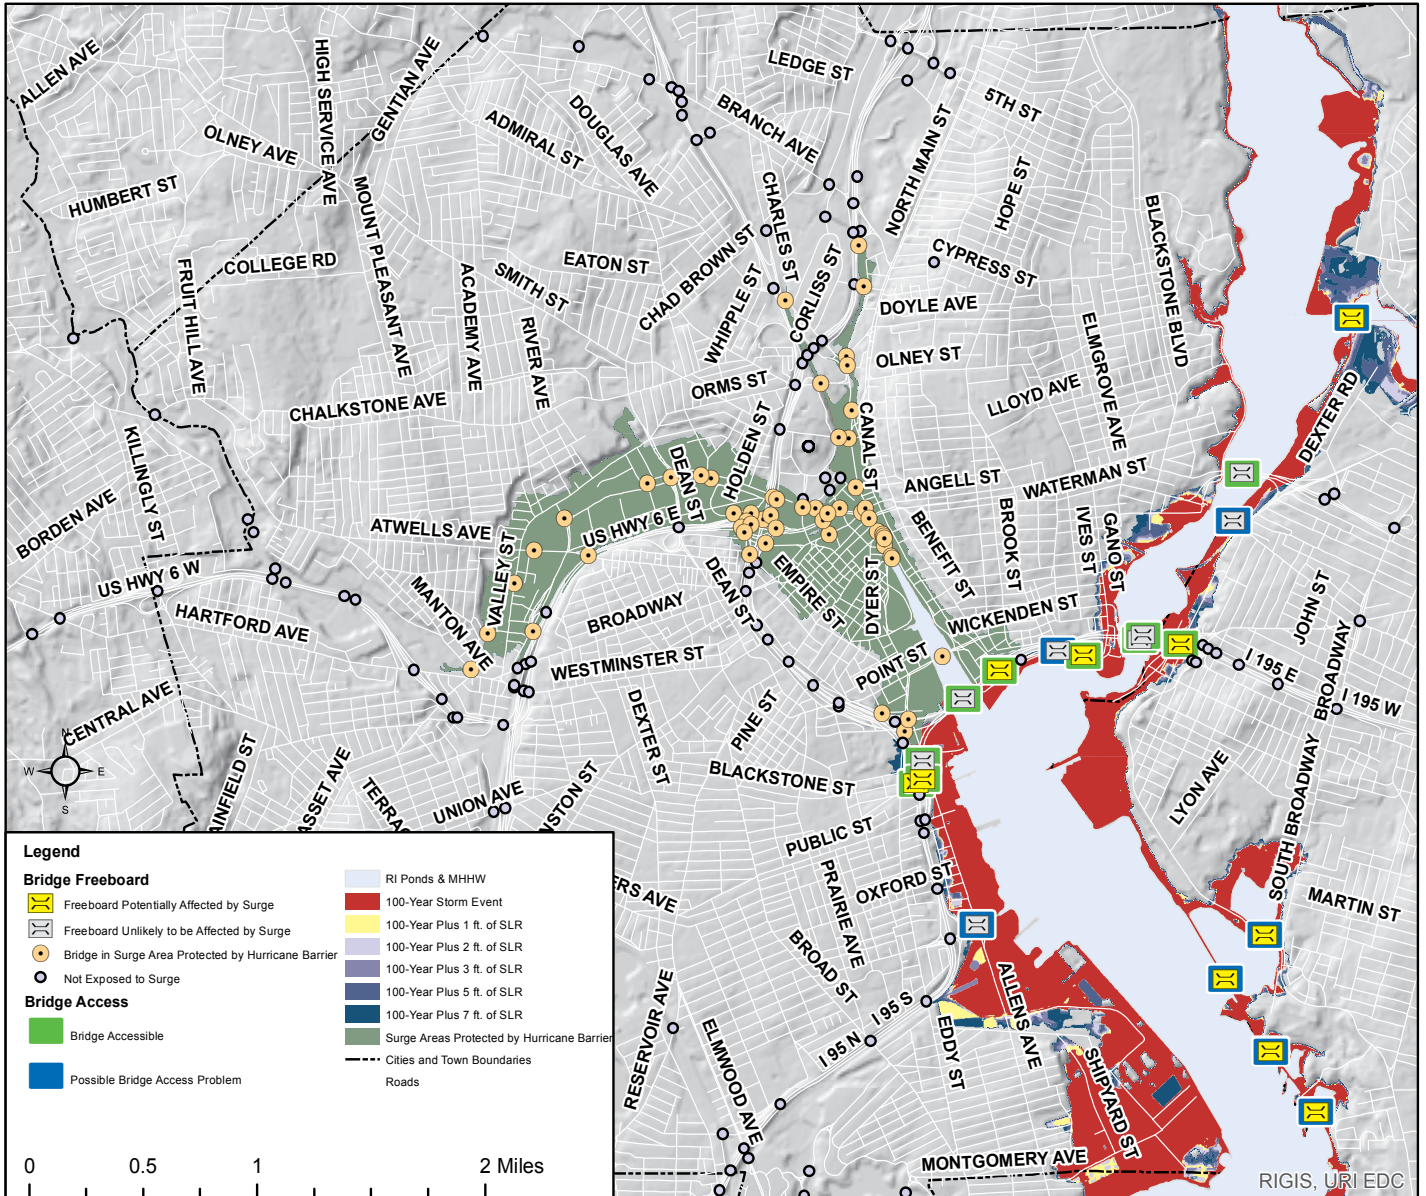 ALLEN AVE
HIGH SERVICE AVE
GENTIAN AVE
OLNEY AVE
HUMBERT ST
MOUNT PLEASANT AVE
ADMIRAL ST
DOUGLAS AVE
BRANCH AVE
LEDGE ST
5TH ST
NORTH MAIN ST
HOPE ST
CHARLES ST
BLACKSTONE BLVD
FRUIT HILL AVE
COLLEGE RD
ACADEMY AVE
SMITH ST
EATON ST
RIVER AVE
CHAD BROWN ST
WHIPPLE ST
CORLISS ST
CYPRESS ST
DOYLE AVE
OLNEY ST
ELMGROVE AVE
LLOYD AVE
ORMS ST
CHALKSTONE AVE
KILLINGLY ST
BORDEN AVE
HOLDEN ST
DEAN ST
CANAL ST
ANGELL ST
WATERMAN ST
DEXTER RD
ATWELLS AVE
US HWY 6 E
VALLEY ST
BENEFIT ST
BROOK ST
IVES ST
GANO ST
US HWY 6 W
HARTFORD AVE
MANTON AVE
BROADWAY
DEAN ST
EMPIRE ST
DYER ST
WICKENDEN ST
JOHN ST
WESTMINSTER ST
POINT ST
I 195 E
I 195 W
BROADWAY
CENTRAL AVE
DEXTER ST
PINE ST
N
W E
S
AINFIELD ST
ASSET AVE
TERRAC
UNION AVE
NSTON ST
BLACKSTONE ST
LYON AVE
SOUTH BROADWAY
PUBLIC ST
PRAIRIE AVE
OXFORD ST
ERS AVE
MARTIN ST
BROAD ST
I 95 S
I 95 N
ALLENS AVE
EDDY ST
RESERVOIR AVE
ELMWOOD AVE
SHIPYARD ST
MONTGOMERY AVE
Legend
Bridge Freeboard
Freeboard Potentially Affected by Surge
Freeboard Unlikely to be Affected by Surge
Bridge in Surge Area Protected by Hurricane Barrier
Not Exposed to Surge
Bridge Access
Bridge Accessible
Possible Bridge Access Problem
RI Ponds & MHHW
100-Year Storm Event
100-Year Plus 1 ft. of SLR
100-Year Plus 2 ft. of SLR
100-Year Plus 3 ft. of SLR
100-Year Plus 5 ft. of SLR
100-Year Plus 7 ft. of SLR
Surge Areas Protected by Hurricane Barrier
Cities and Town Boundaries
Roads
0 0.5 1 2 Miles
RIGIS, URI EDC